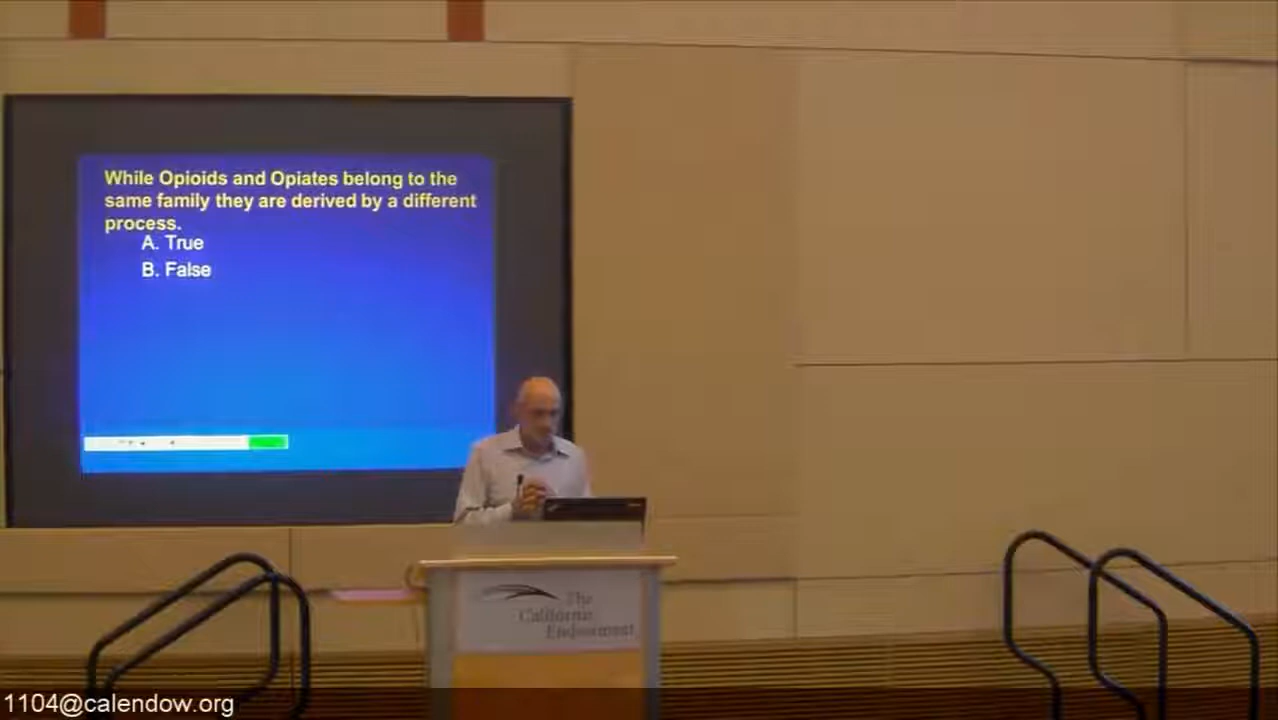 While Opioids and Opiates belong to the
same family they are derived by a different
process.
A. True
B. False
The
California
Endowment
1104@calendow.org